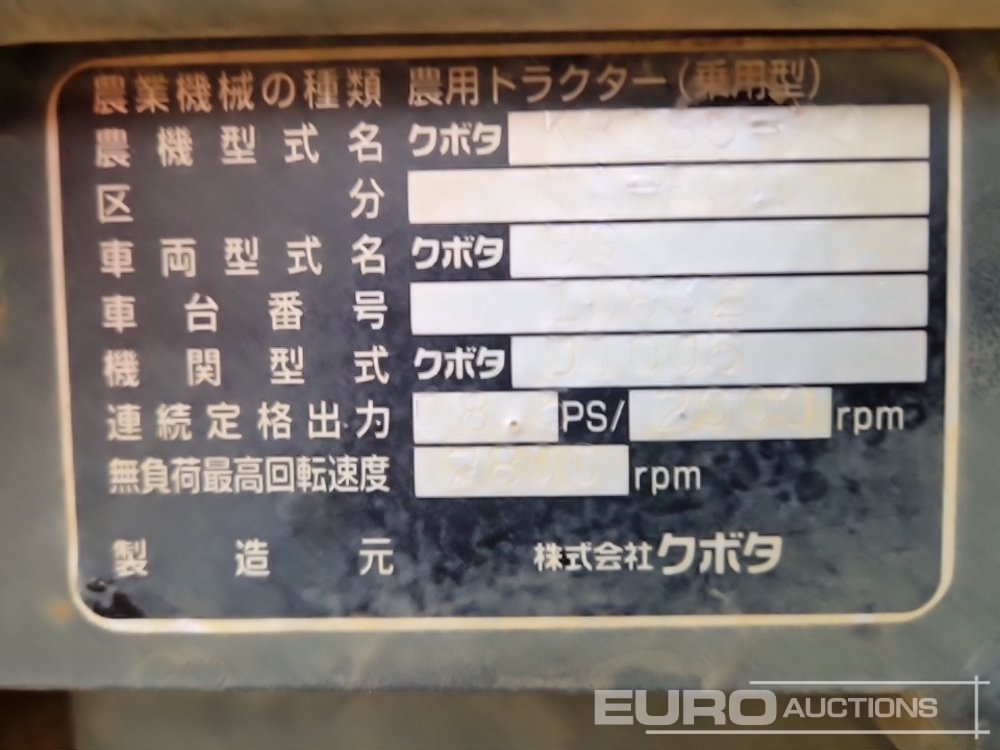 農業機械の種類 農用トラクター(乗用型)
農機型式名 クボタ
区分
車両型式名 クボタ
車台番号
機関型式 クボタ
連続定格出力 PS/ rpm
無負荷最高回転速度 rpm
製造元 株式会社クボタ
EURO AUCTIONS